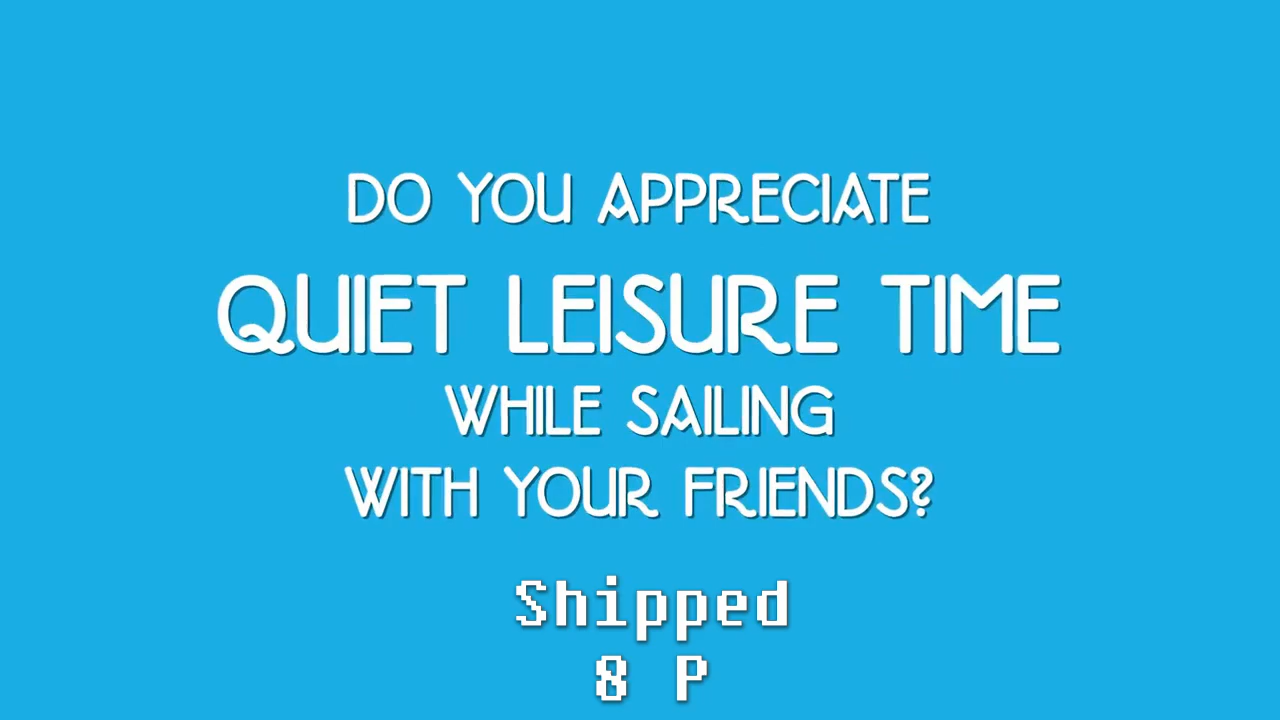 DO YOU APPRECIATE
QUIET LEISURE TIME
WHILE SAILING
WITH YOUR FRIENDS?
Shipped
8 P